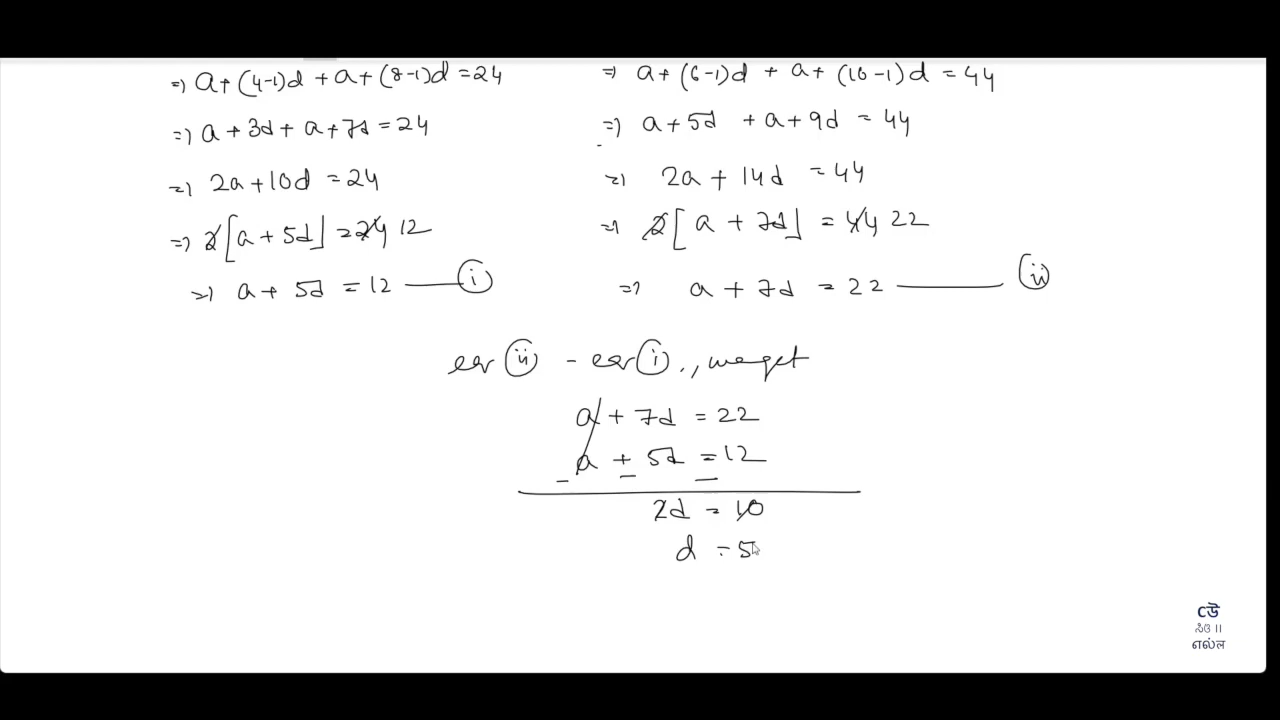 => a+(4-1)d + a+(8-1)d = 24
=> a + 3d + a+7d = 24
=> 2a+10d = 24
=> 2[a + 5d] = 24 12
=> a + 5d = 12 —— (i)
=> a+(6-1)d + a+(10-1)d = 44
=> a+5d + a+9d = 44
=> 2a + 14d = 44
=> 2[a + 7d] = 44 22
=> a + 7d = 22 —— (ii)
eq (ii) - eq (i)., we get
a + 7d = 22
a + 5d = 12
- - -
2d = 10
d = 5
Cউ
எல்ல